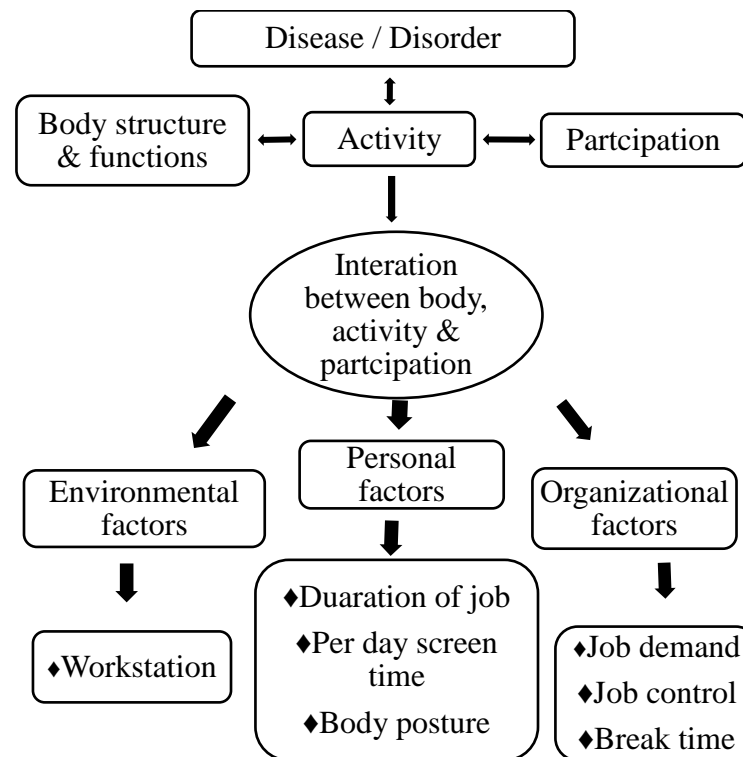 Disease / Disorder
Body structure
& functions
Activity
Partcipation
Interation
between body,
activity &
partcipation
Environmental
factors
Personal
factors
Organizational
factors
♦Workstation
♦Duaration of job
♦Per day screen
time
♦Body posture
♦Job demand
♦Job control
♦Break time